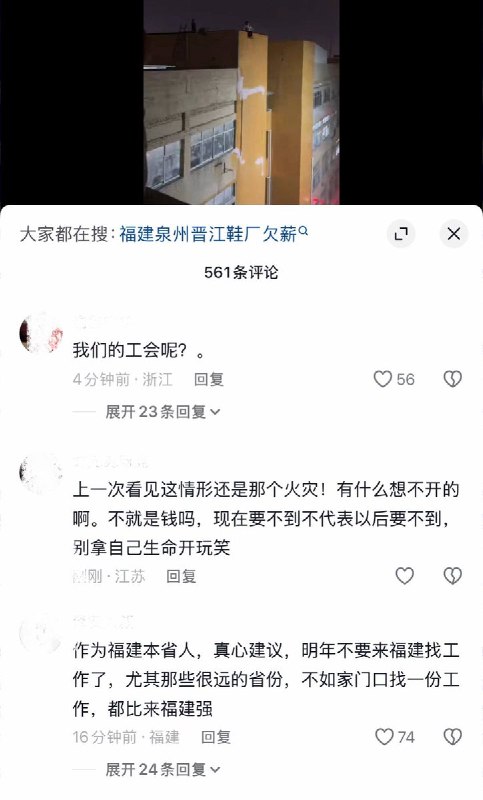 大家都在搜：福建泉州晋江鞋厂欠薪
561条评论
我们的工会呢？。
4分钟前·浙江 回复
56
展开23条回复
上一次看见这情形还是那个火灾！有什么想不开的
啊。不就是钱吗，现在要不到不代表以后要不到，
别拿自己生命开玩笑
刚刚·江苏 回复
作为福建本省人，真心建议，明年不要来福建找工
作了，尤其那些很远的省份，不如家门口找一份工
作，都比来福建强
16分钟前·福建 回复
74
展开24条回复